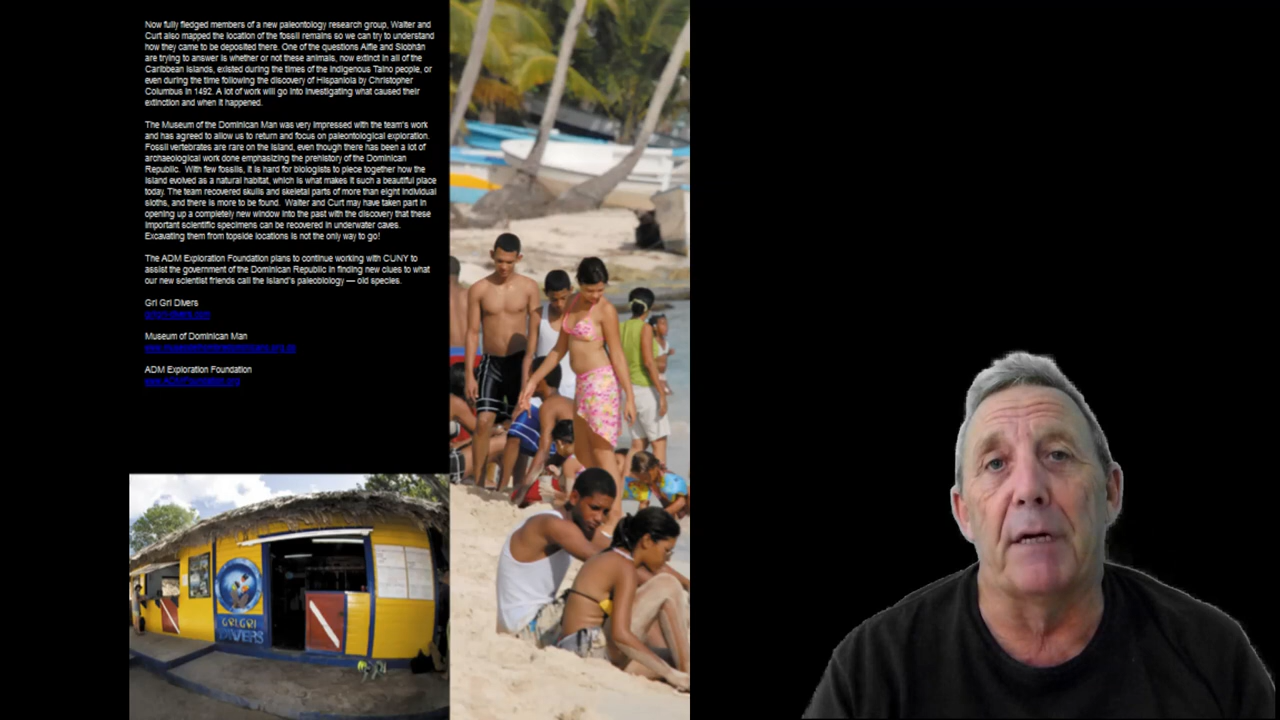 Now fully fledged members of a new paleontology research group, Walter and
Curt also mapped the location of the fossil remains so we can try to understand
how they came to be deposited there. One of the questions Alfie and Siobhán
are trying to answer is whether or not these animals, now extinct in all of the
Caribbean islands, existed during the times of the indigenous Taino people, or
even during the time following the discovery of Hispaniola by Christopher
Columbus in 1492. A lot of work will go into investigating what caused their
extinction and when it happened.
The Museum of the Dominican Man was very impressed with the team's work
and has agreed to allow us to return and focus on paleontological exploration.
Fossil vertebrates are rare on the island, even though there has been a lot of
archaeological work done emphasizing the prehistory of the Dominican
Republic. With few fossils, it is hard for biologists to piece together how the
island evolved as a natural habitat, which is what makes it such a beautiful place
today. The team recovered skulls and skeletal parts of more than eight individual
sloths, and there is more to be found. Walter and Curt may have taken part in
opening up a completely new window into the past with the discovery that these
important scientific specimens can be recovered in underwater caves.
Excavating them from topside locations is not the only way to go!
The ADM Exploration Foundation plans to continue working with CUNY to
assist the government of the Dominican Republic in finding new clues to what
our new scientist friends call the island's paleobiology — old species.
Gri Gri Divers
Museum of Dominican Man
ADM Exploration Foundation
www.ADMFoundation.org
GRI GRI
DIVERS